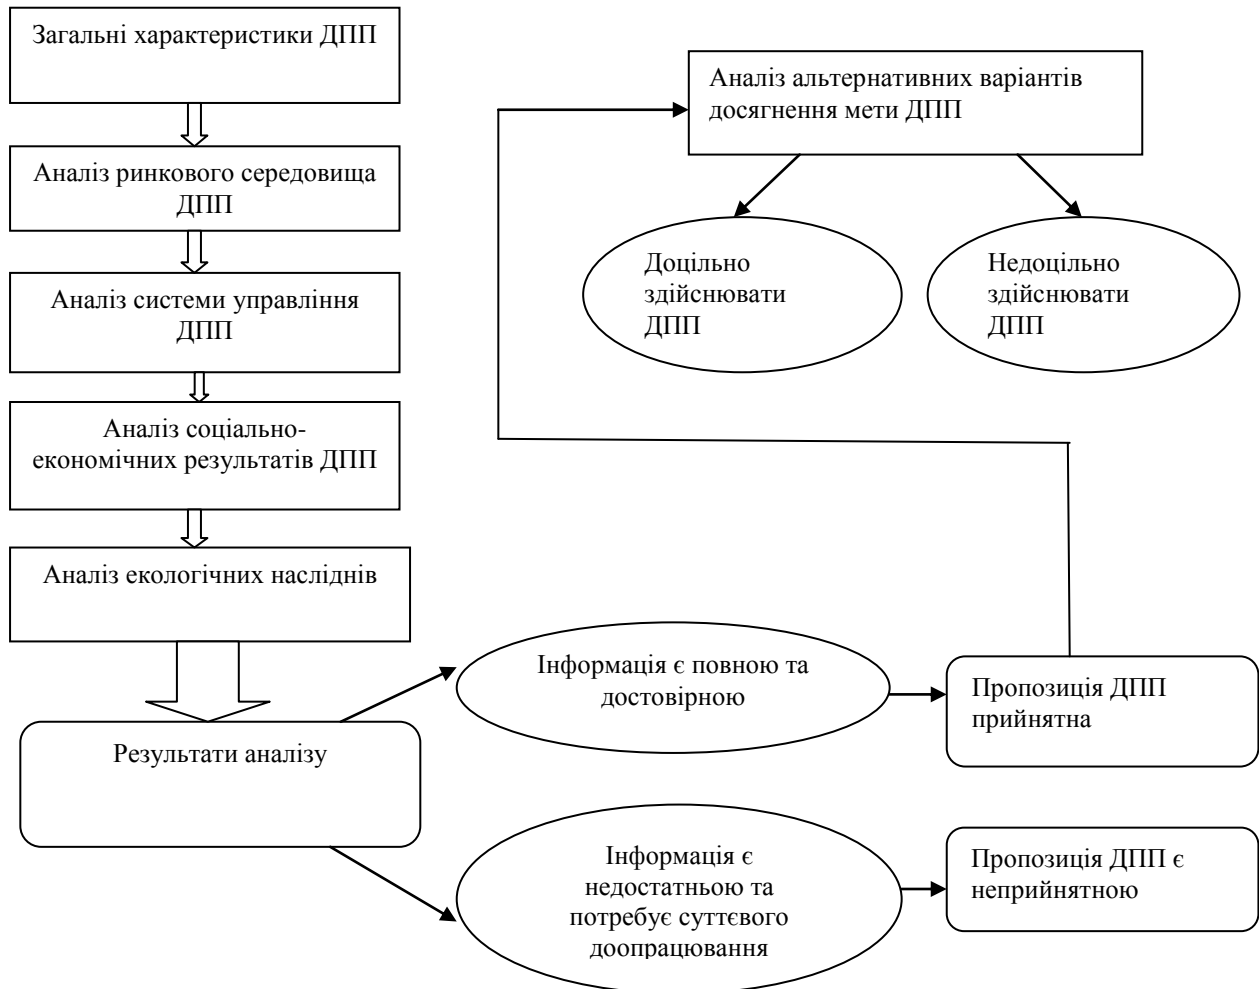 Загальні характеристики ДПП
Аналіз ринкового середовища
ДПП
Аналіз системи управління
ДПП
Аналіз соціально-
економічних результатів ДПП
Аналіз екологічних насліднів
Результати аналізу
Інформація є повною та
достовірною
Пропозиція ДПП
прийнятна
Інформація є
недостатньою та
потребує суттєвого
доопрацювання
Пропозиція ДПП є
неприйнятною
Аналіз альтернативних варіантів
досягнення мети ДПП
Доцільно
здійснювати
ДПП
Недоцільно
здійснювати
ДПП